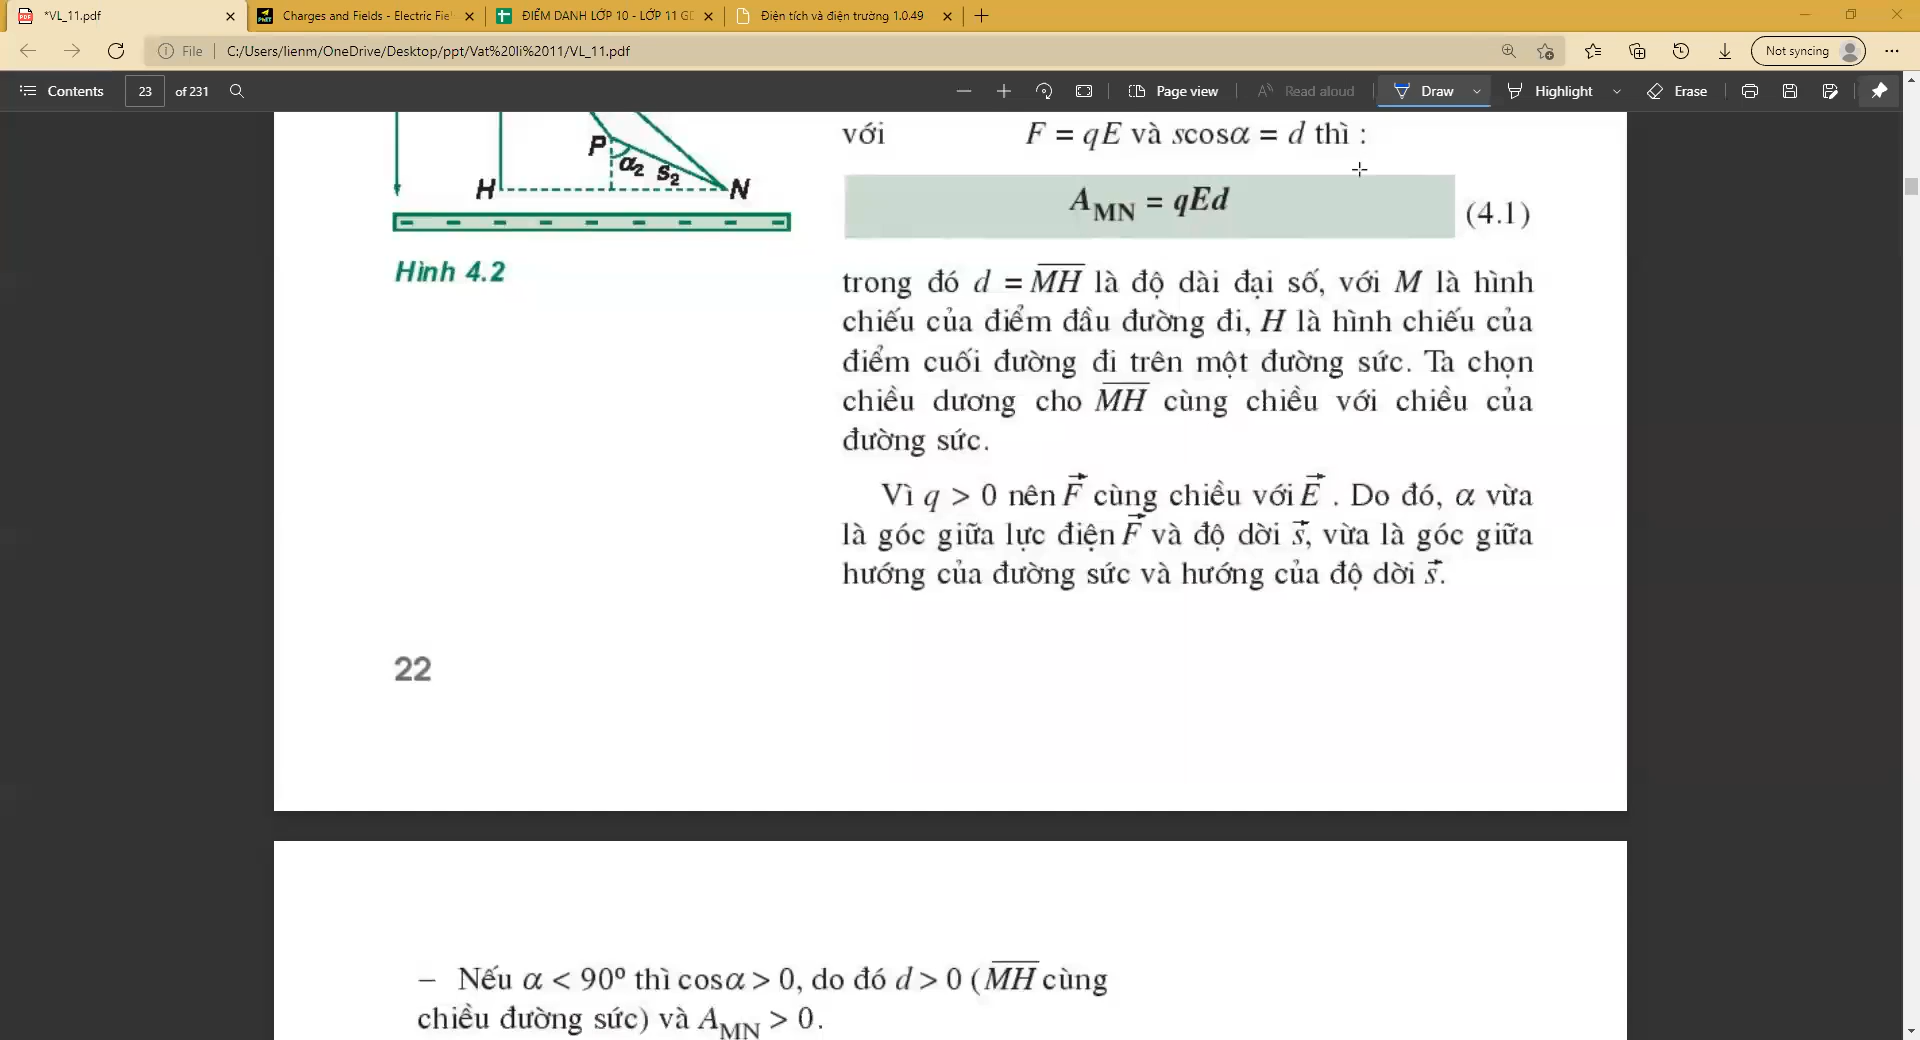 *VL_11.pdf
Charges and Fields - Electric Fie
ĐIỂM DANH LỚP 10 - LỚP 11 GD
Điện tích và điện trường 1.0.49
File
C:/Users/lienm/OneDrive/Desktop/ppt/Vat%20li%2011/VL_11.pdf
Not syncing
Contents
23 of 231
Page view
Read aloud
Draw
Highlight
Erase
P
α2 s2
H N
Hình 4.2
với F = qE và scosα = d thì :
A_MN = qEd (4.1)
trong đó d = M̅H̅ là độ dài đại số, với M là hình
chiếu của điểm đầu đường đi, H là hình chiếu của
điểm cuối đường đi trên một đường sức. Ta chọn
chiều dương cho M̅H̅ cùng chiều với chiều của
đường sức.
Vì q > 0 nên F⃗ cùng chiều với E⃗ . Do đó, α vừa
là góc giữa lực điện F⃗ và độ dời s⃗, vừa là góc giữa
hướng của đường sức và hướng của độ dời s⃗.
22
– Nếu α < 90º thì cosα > 0, do đó d > 0 (M̅H̅ cùng
chiều đường sức) và A_MN > 0.